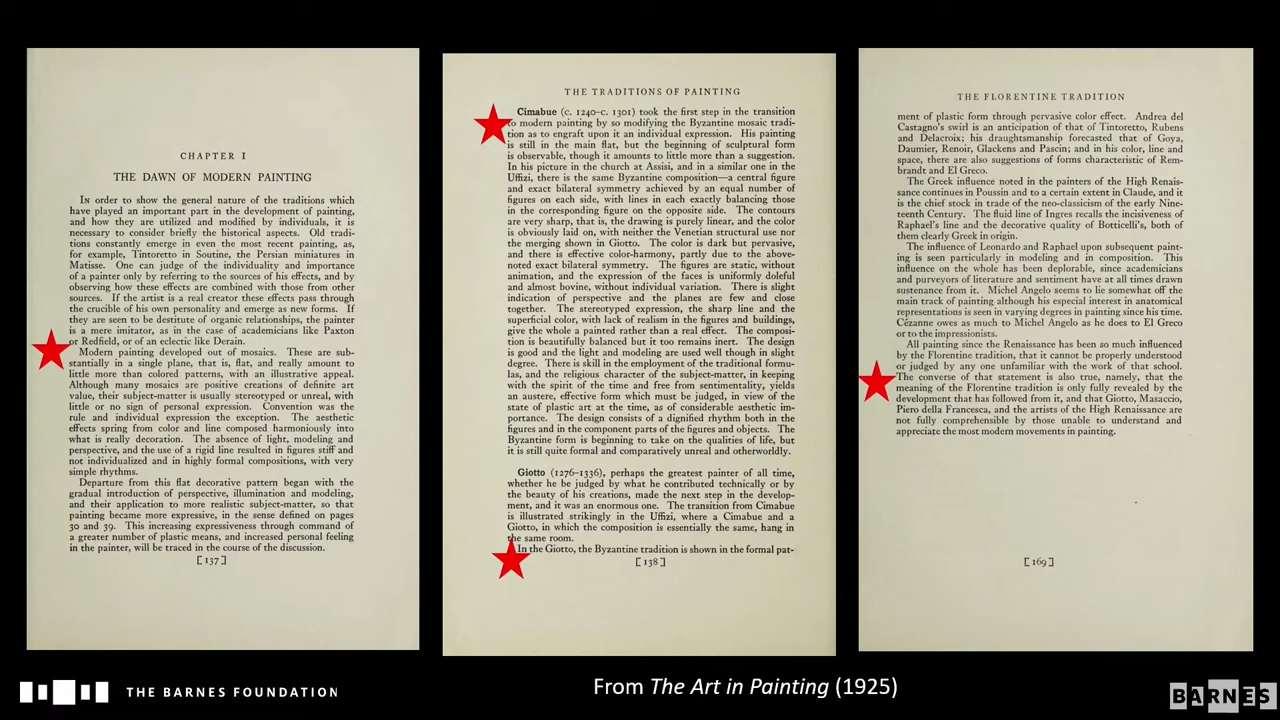 CHAPTER I
THE DAWN OF MODERN PAINTING
In order to show the general nature of the traditions which
have played an important part in the development of painting,
and how they are utilized and modified by individuals, it is
necessary to consider briefly the historical aspects. Old tradi-
tions constantly emerge in even the most recent painting, as,
for example, Tintoretto in Soutine, the Persian miniatures in
Matisse. One can judge of the individuality and importance
of a painter only by referring to the sources of his effects, and by
observing how these effects are combined with those from other
sources. If the artist is a real creator these effects pass through
the crucible of his own personality and emerge as new forms. If
they are seen to be destitute of organic relationships, the painter
is a mere imitator, as in the case of academicians like Paxton
or Redfield, or of an eclectic like Derain.
Modern painting developed out of mosaics. These are sub-
stantially in a single plane, that is, flat, and really amount to
little more than colored patterns, with an illustrative appeal.
Although many mosaics are positive creations of definite art
value, their subject-matter is usually stereotyped or unreal, with
little or no sign of personal expression. Convention was the
rule and individual expression the exception. The aesthetic
effects spring from color and line composed harmoniously into
what is really decoration. The absence of light, modeling and
perspective, and the use of a rigid line resulted in figures stiff and
not individualized and in highly formal compositions, with very
simple rhythms.
Departure from this flat decorative pattern began with the
gradual introduction of perspective, illumination and modeling,
and their application to more realistic subject-matter, so that
painting became more expressive, in the sense defined on pages
30 and 39. This increasing expressiveness through command of
a greater number of plastic means, and increased personal feeling
in the painter, will be traced in the course of the discussion.
[137]
THE TRADITIONS OF PAINTING
Cimabue (c. 1240–c. 1301) took the first step in the transition
to modern painting by so modifying the Byzantine mosaic tradi-
tion as to engraft upon it an individual expression. His painting
is still in the main flat, but the beginning of sculptural form
is observable, though it amounts to little more than a suggestion.
In his picture in the church at Assisi, and in a similar one in the
Uffizi, there is the same Byzantine composition—a central figure
and exact bilateral symmetry achieved by an equal number of
figures on each side, with lines in each exactly balancing those
in the corresponding figure on the opposite side. The contours
are very sharp, that is, the drawing is purely linear, and the color
is obviously laid on, with neither the Venetian structural use nor
the merging shown in Giotto. The color is dark but pervasive,
and there is effective color-harmony, partly due to the above-
noted exact bilateral symmetry. The figures are static, without
animation, and the expression of the faces is uniformly doleful
and almost bovine, without individual variation. There is slight
indication of perspective and the planes are few and close
together. The stereotyped expression, the sharp line and the
superficial color, with lack of realism in the figures and buildings,
give the whole a painted rather than a real effect. The composi-
tion is beautifully balanced but it too remains inert. The design
is good and the light and modeling are used well though in slight
degree. There is skill in the employment of the traditional formu-
las, and the religious character of the subject-matter, in keeping
with the spirit of the time and free from sentimentality, yields
an austere, effective form which must be judged, in view of the
state of plastic art at the time, as of considerable aesthetic im-
portance. The design consists of a dignified rhythm both in the
figures and in the component parts of the figures and objects. The
Byzantine form is beginning to take on the qualities of life, but
it is still quite formal and comparatively unreal and otherworldly.
Giotto (1276–1336), perhaps the greatest painter of all time,
whether he be judged by what he contributed technically or by
the beauty of his creations, made the next step in the develop-
ment, and it was an enormous one. The transition from Cimabue
is illustrated strikingly in the Uffizi, where a Cimabue and a
Giotto, in which the composition is essentially the same, hang in
the same room.
In the Giotto, the Byzantine tradition is shown in the formal pat-
[138]
THE FLORENTINE TRADITION
ment of plastic form through pervasive color effect. Andrea del
Castagno's swirl is an anticipation of that of Tintoretto, Rubens
and Delacroix; his draughtsmanship forecasted that of Goya,
Daumier, Renoir, Glackens and Pascin; and in his color, line and
space, there are also suggestions of forms characteristic of Rem-
brandt and El Greco.
The Greek influence noted in the painters of the High Renais-
sance continues in Poussin and to a certain extent in Claude, and it
is the chief stock in trade of the neo-classicism of the early Nine-
teenth Century. The fluid line of Ingres recalls the incisiveness of
Raphael's line and the decorative quality of Botticelli's, both of
them clearly Greek in origin.
The influence of Leonardo and Raphael upon subsequent paint-
ing is seen particularly in modeling and in composition. This
influence on the whole has been deplorable, since academicians
and purveyors of literature and sentiment have at all times drawn
sustenance from it. Michel Angelo seems to lie somewhat off the
main track of painting although his especial interest in anatomical
representations is seen in varying degrees in painting since his time.
Cézanne owes as much to Michel Angelo as he does to El Greco
or to the impressionists.
All painting since the Renaissance has been so much influenced
by the Florentine tradition, that it cannot be properly understood
or judged by any one unfamiliar with the work of that school.
The converse of that statement is also true, namely, that the
meaning of the Florentine tradition is only fully revealed by the
development that has followed from it, and that Giotto, Masaccio,
Piero della Francesca, and the artists of the High Renaissance are
not fully comprehensible by those unable to understand and
appreciate the most modern movements in painting.
[169]
THE BARNES FOUNDATION
From The Art in Painting (1925)
BARNES